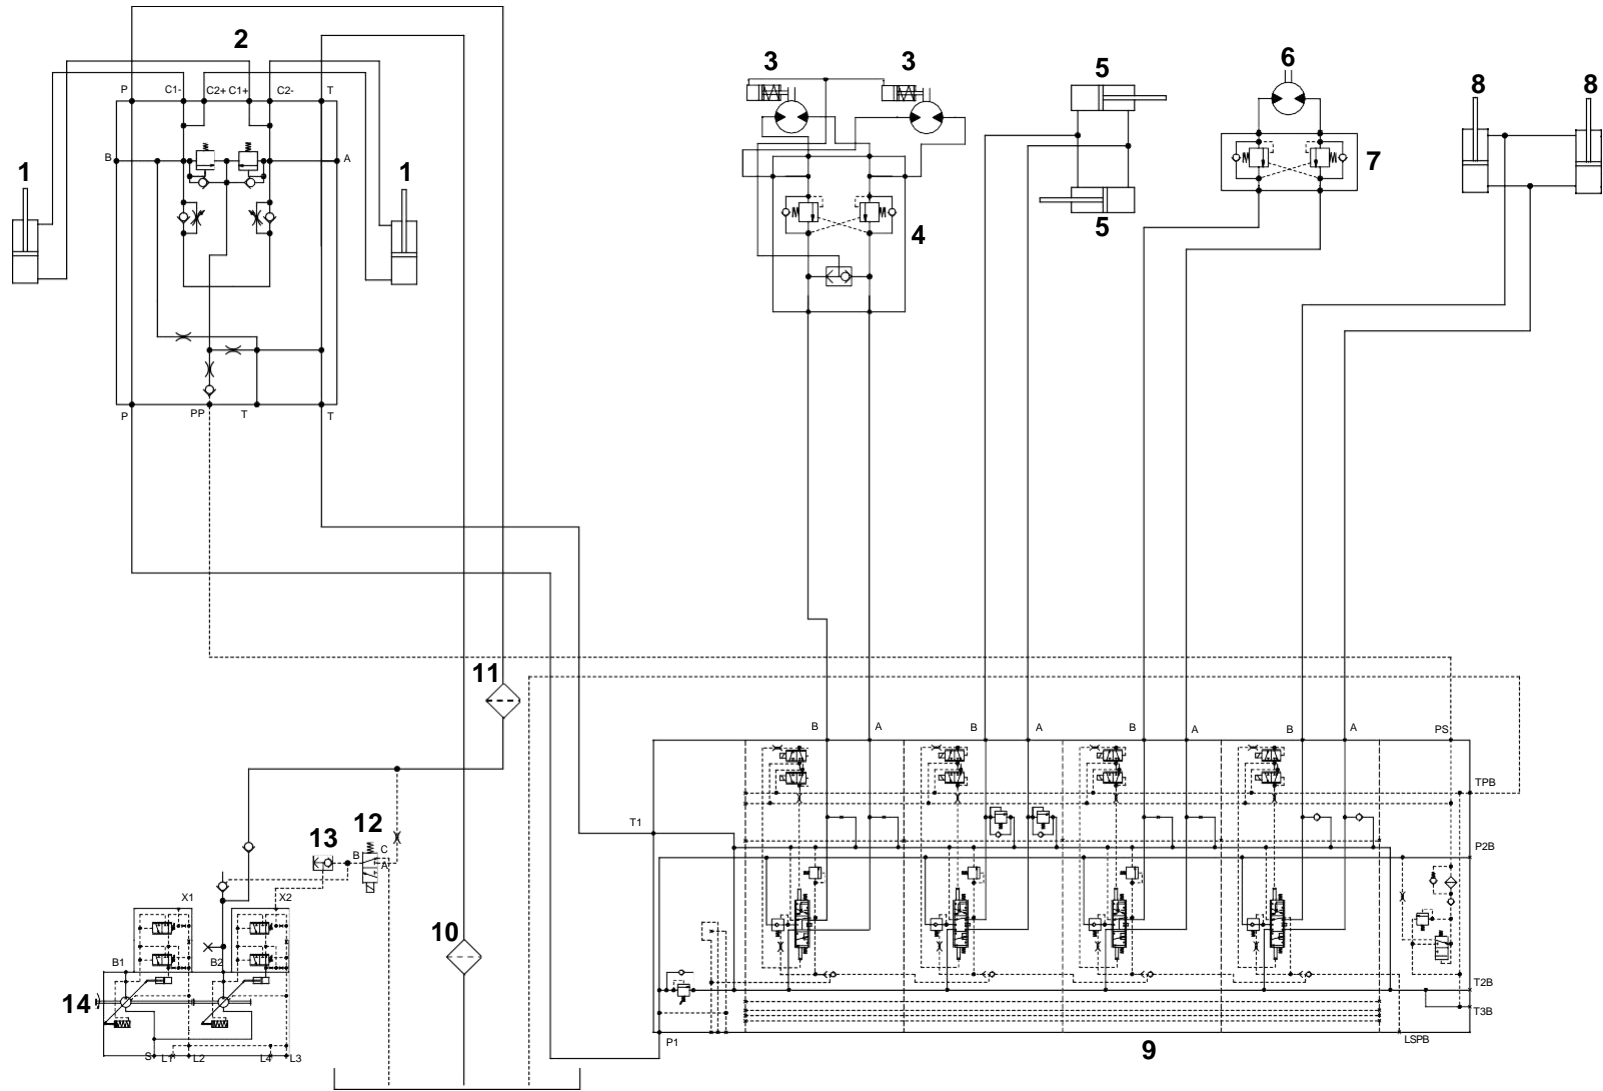 2
3 3
5
6
8 8
P C1- C2+ C1+ C2- T
B A
1 1
7
4
5
P PP T T
11
B A B A B A B A PS
TPB
T1
12
13
B C
A
P2B
X1 X2
10
B1 B2
14
T2B
T3B
S L1 L2 L4 L3
P1 LSPB
9